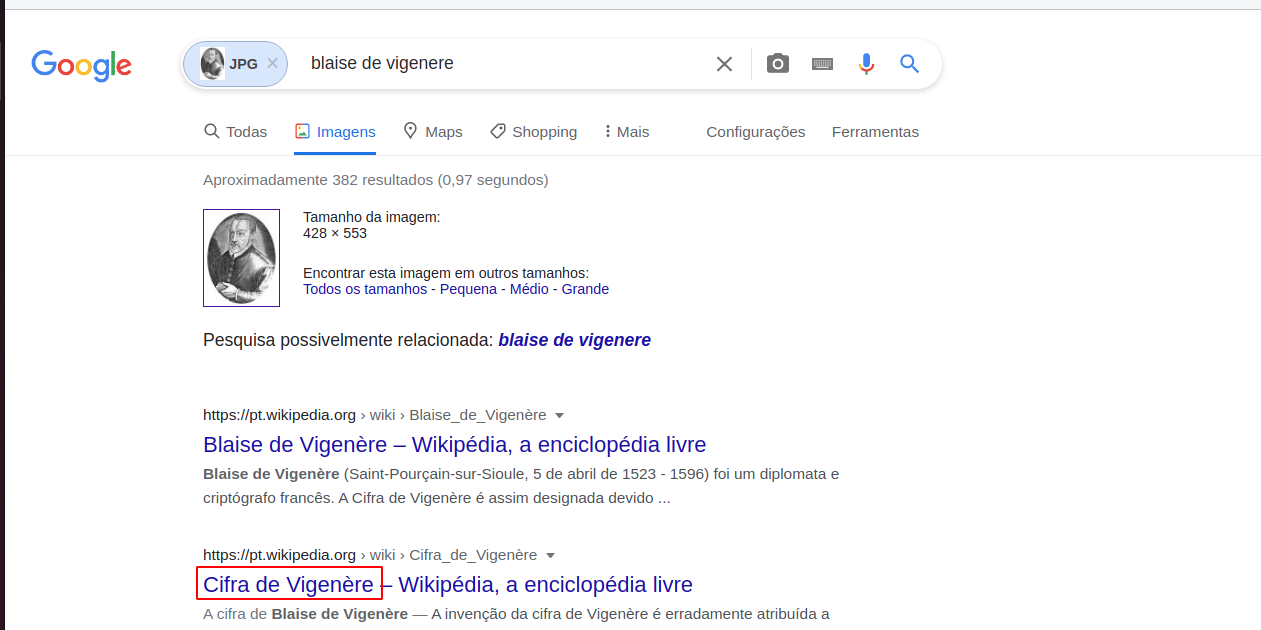 Google JPG blaise de vigenere
Todas Imagens Maps Shopping Mais Configurações Ferramentas
Aproximadamente 382 resultados (0,97 segundos)
Tamanho da imagem:
428 × 553
Encontrar esta imagem em outros tamanhos:
Todos os tamanhos - Pequena - Médio - Grande
Pesquisa possivelmente relacionada: blaise de vigenere
https://pt.wikipedia.org › wiki › Blaise_de_Vigenère
Blaise de Vigenère – Wikipédia, a enciclopédia livre
Blaise de Vigenère (Saint-Pourçain-sur-Sioule, 5 de abril de 1523 - 1596) foi um diplomata e
criptógrafo francês. A Cifra de Vigenère é assim designada devido ...
https://pt.wikipedia.org › wiki › Cifra_de_Vigenère
Cifra de Vigenère – Wikipédia, a enciclopédia livre
A cifra de Blaise de Vigenère — A invenção da cifra de Vigenère é erradamente atribuída a